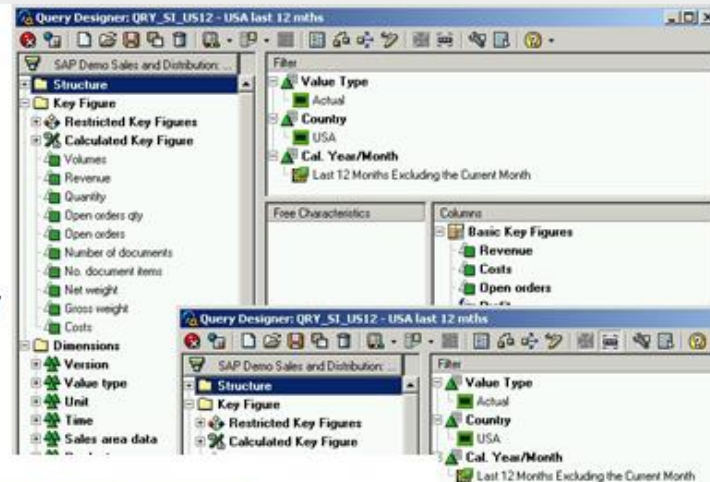 Query Designer: QRY_SI_US12 - USA last 12 mths
SAP Demo Sales and Distribution: ...
Structure
Key Figure
Restricted Key Figures
Calculated Key Figure
Volumes
Revenue
Quantity
Open orders qty
Open orders
Number of documents
No. document items
Net weight
Gross weight
Costs
Dimensions
Version
Value type
Unit
Time
Sales area data
Filter
Value Type
Actual
Country
USA
Cal. Year/Month
Last 12 Months Excluding the Current Month
Free Characteristics
Columns
Basic Key Figures
Revenue
Costs
Open orders
Query Designer: QRY_SI_US12 - USA last 12 mths
SAP Demo Sales and Distribution: ...
Structure
Key Figure
Restricted Key Figures
Calculated Key Figure
Filter
Value Type
Actual
Country
USA
Cal. Year/Month
Last 12 Months Excluding the Current Month